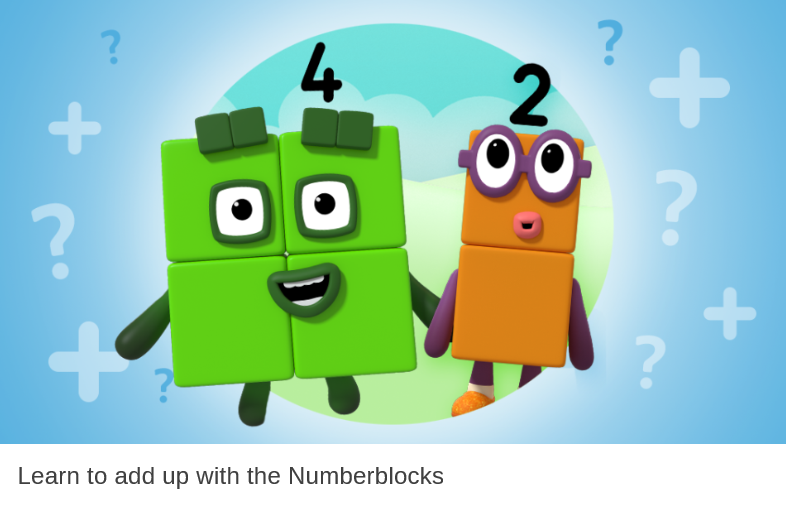 4
2
? ? ? ? ? ?
+ + + +
Learn to add up with the Numberblocks